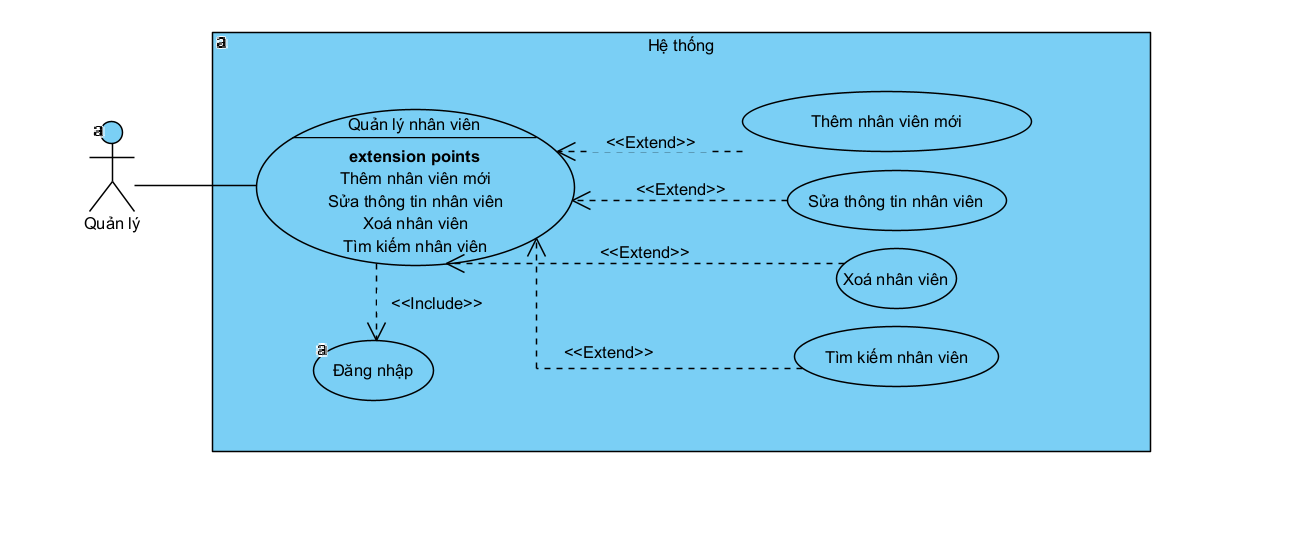 a
Hệ thống
a
Quản lý
Quản lý nhân viên
extension points
Thêm nhân viên mới
Sửa thông tin nhân viên
Xoá nhân viên
Tìm kiếm nhân viên
<<Extend>>
Thêm nhân viên mới
<<Extend>>
Sửa thông tin nhân viên
<<Extend>>
Xoá nhân viên
<<Include>>
<<Extend>>
Tìm kiếm nhân viên
a
Đăng nhập